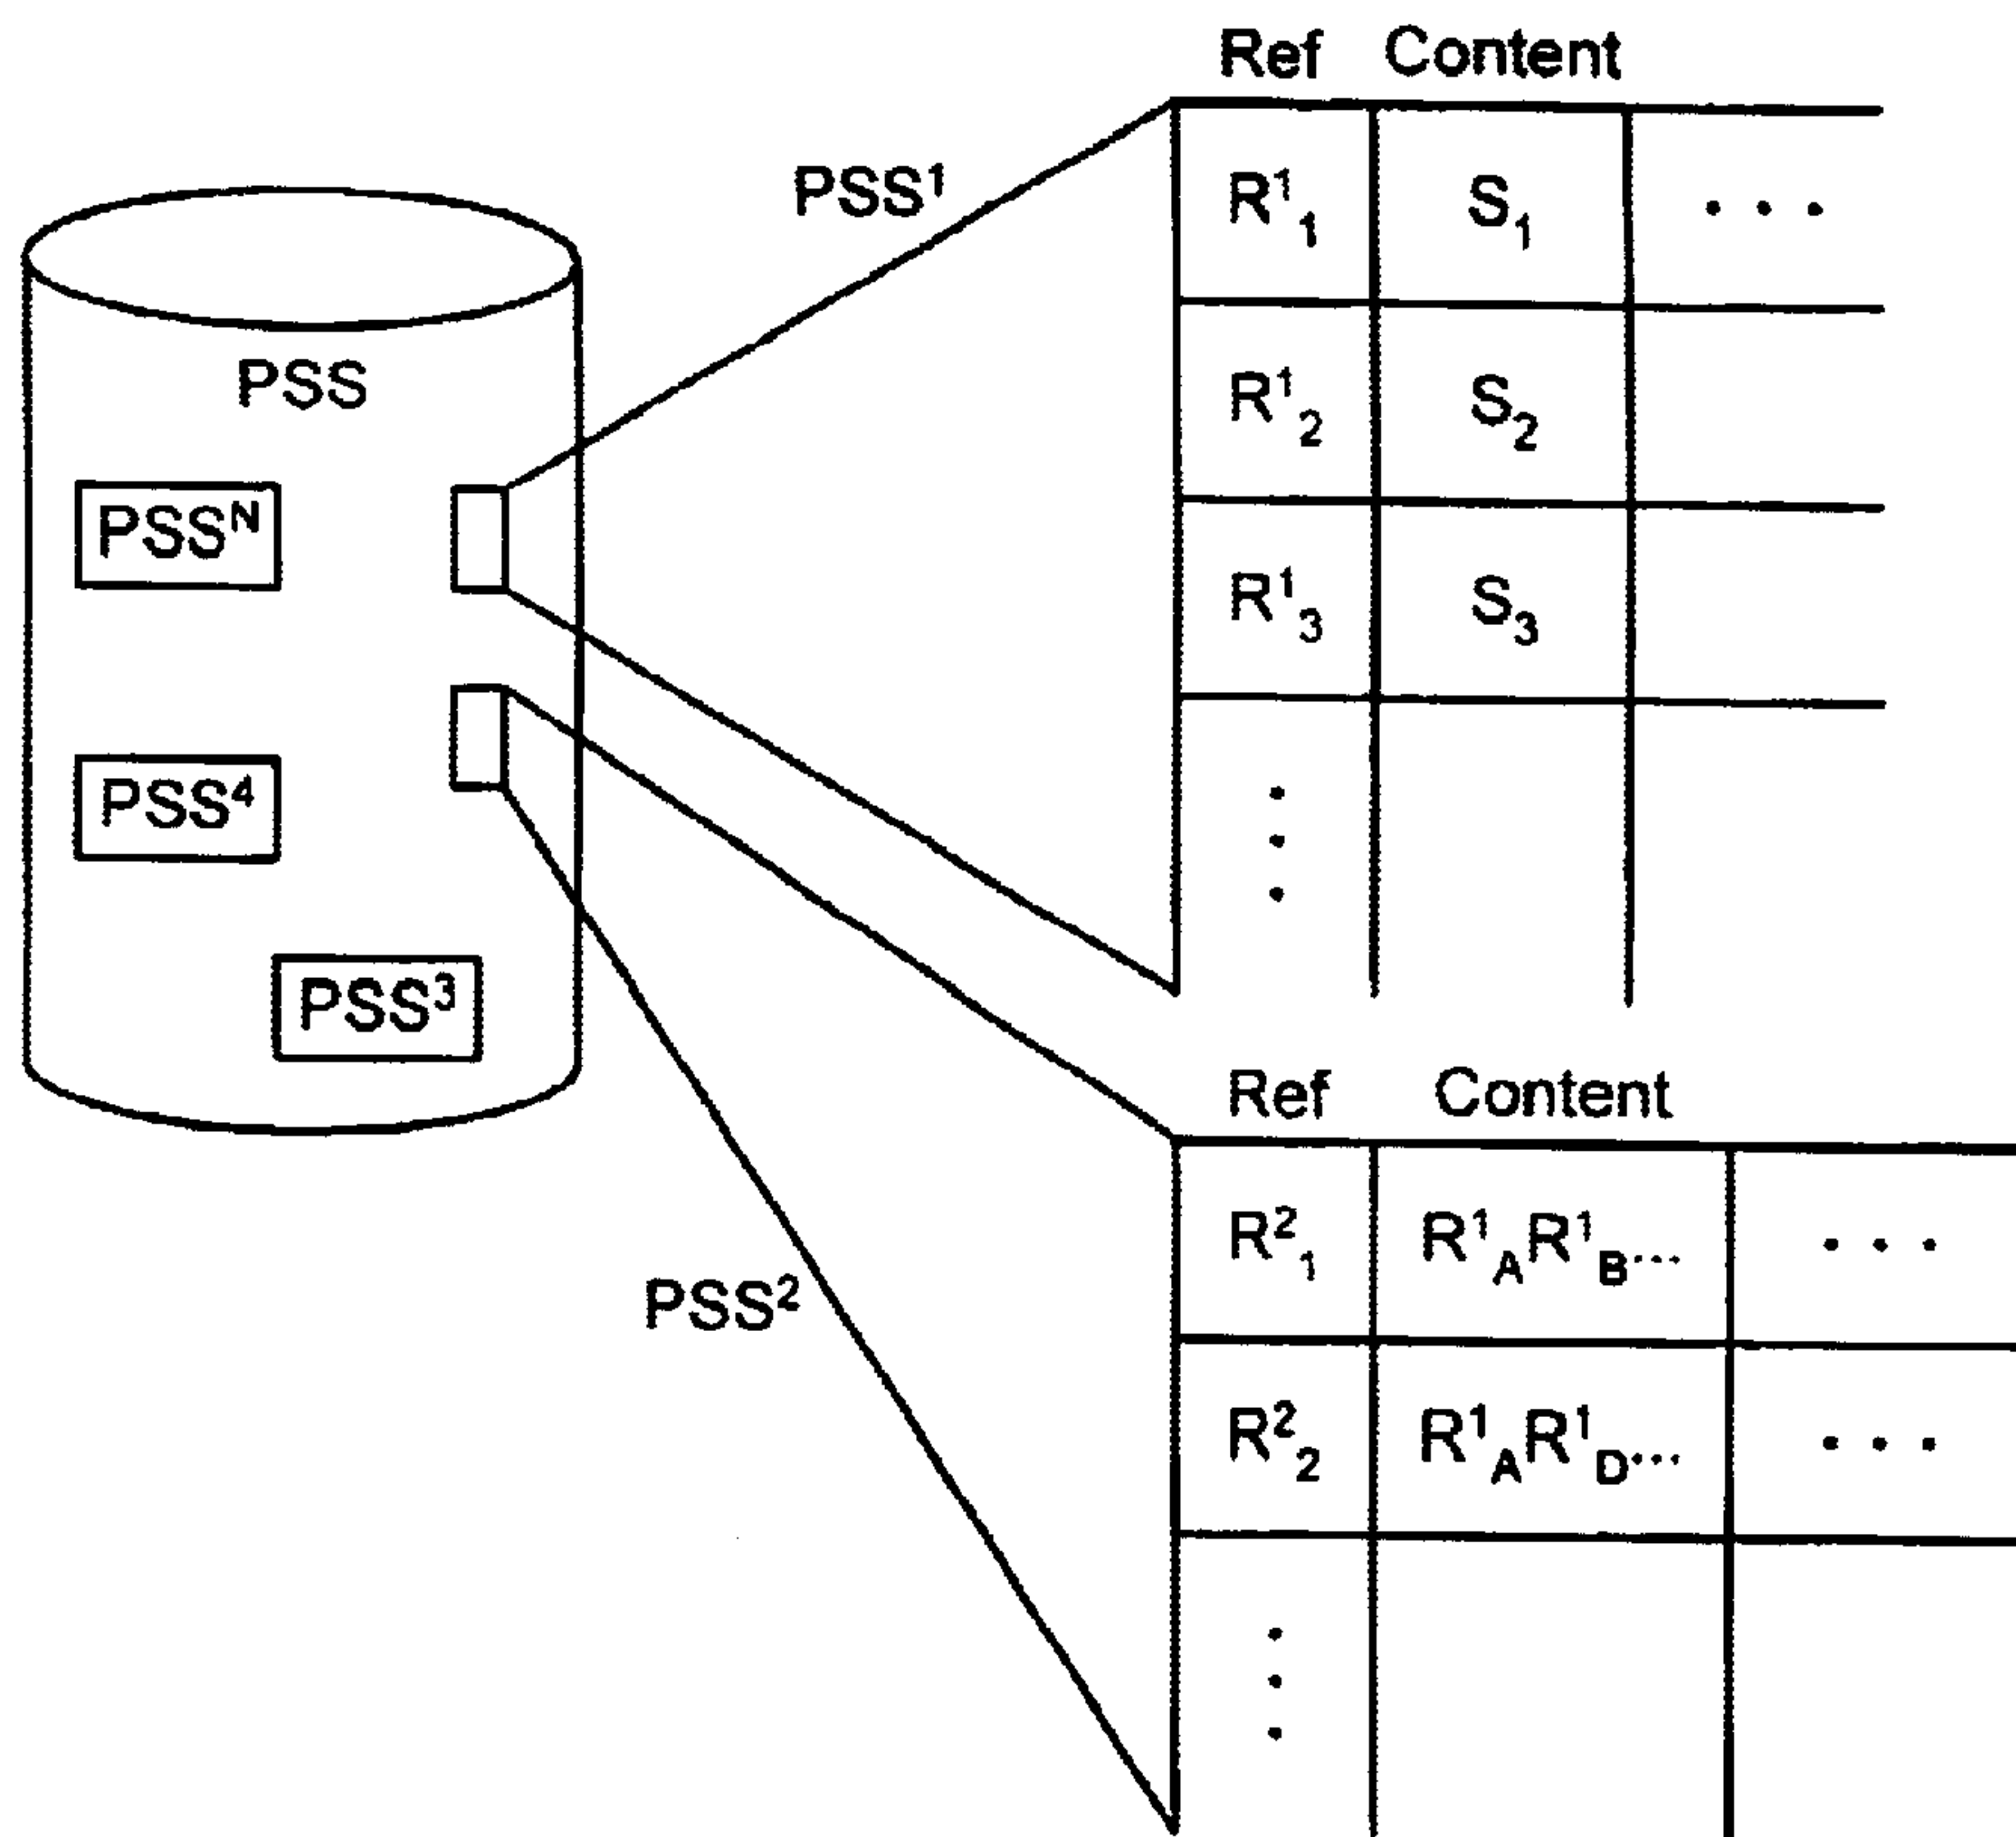 Ref Content
PSS¹
R¹₁ S₁ ...
PSS
R¹₂ S₂
PSSᴺ
R¹₃ S₃
PSS⁴
PSS³
Ref Content
R²₁ R¹_A R¹_B... ...
PSS²
R²₂ R¹_A R¹_D... ...